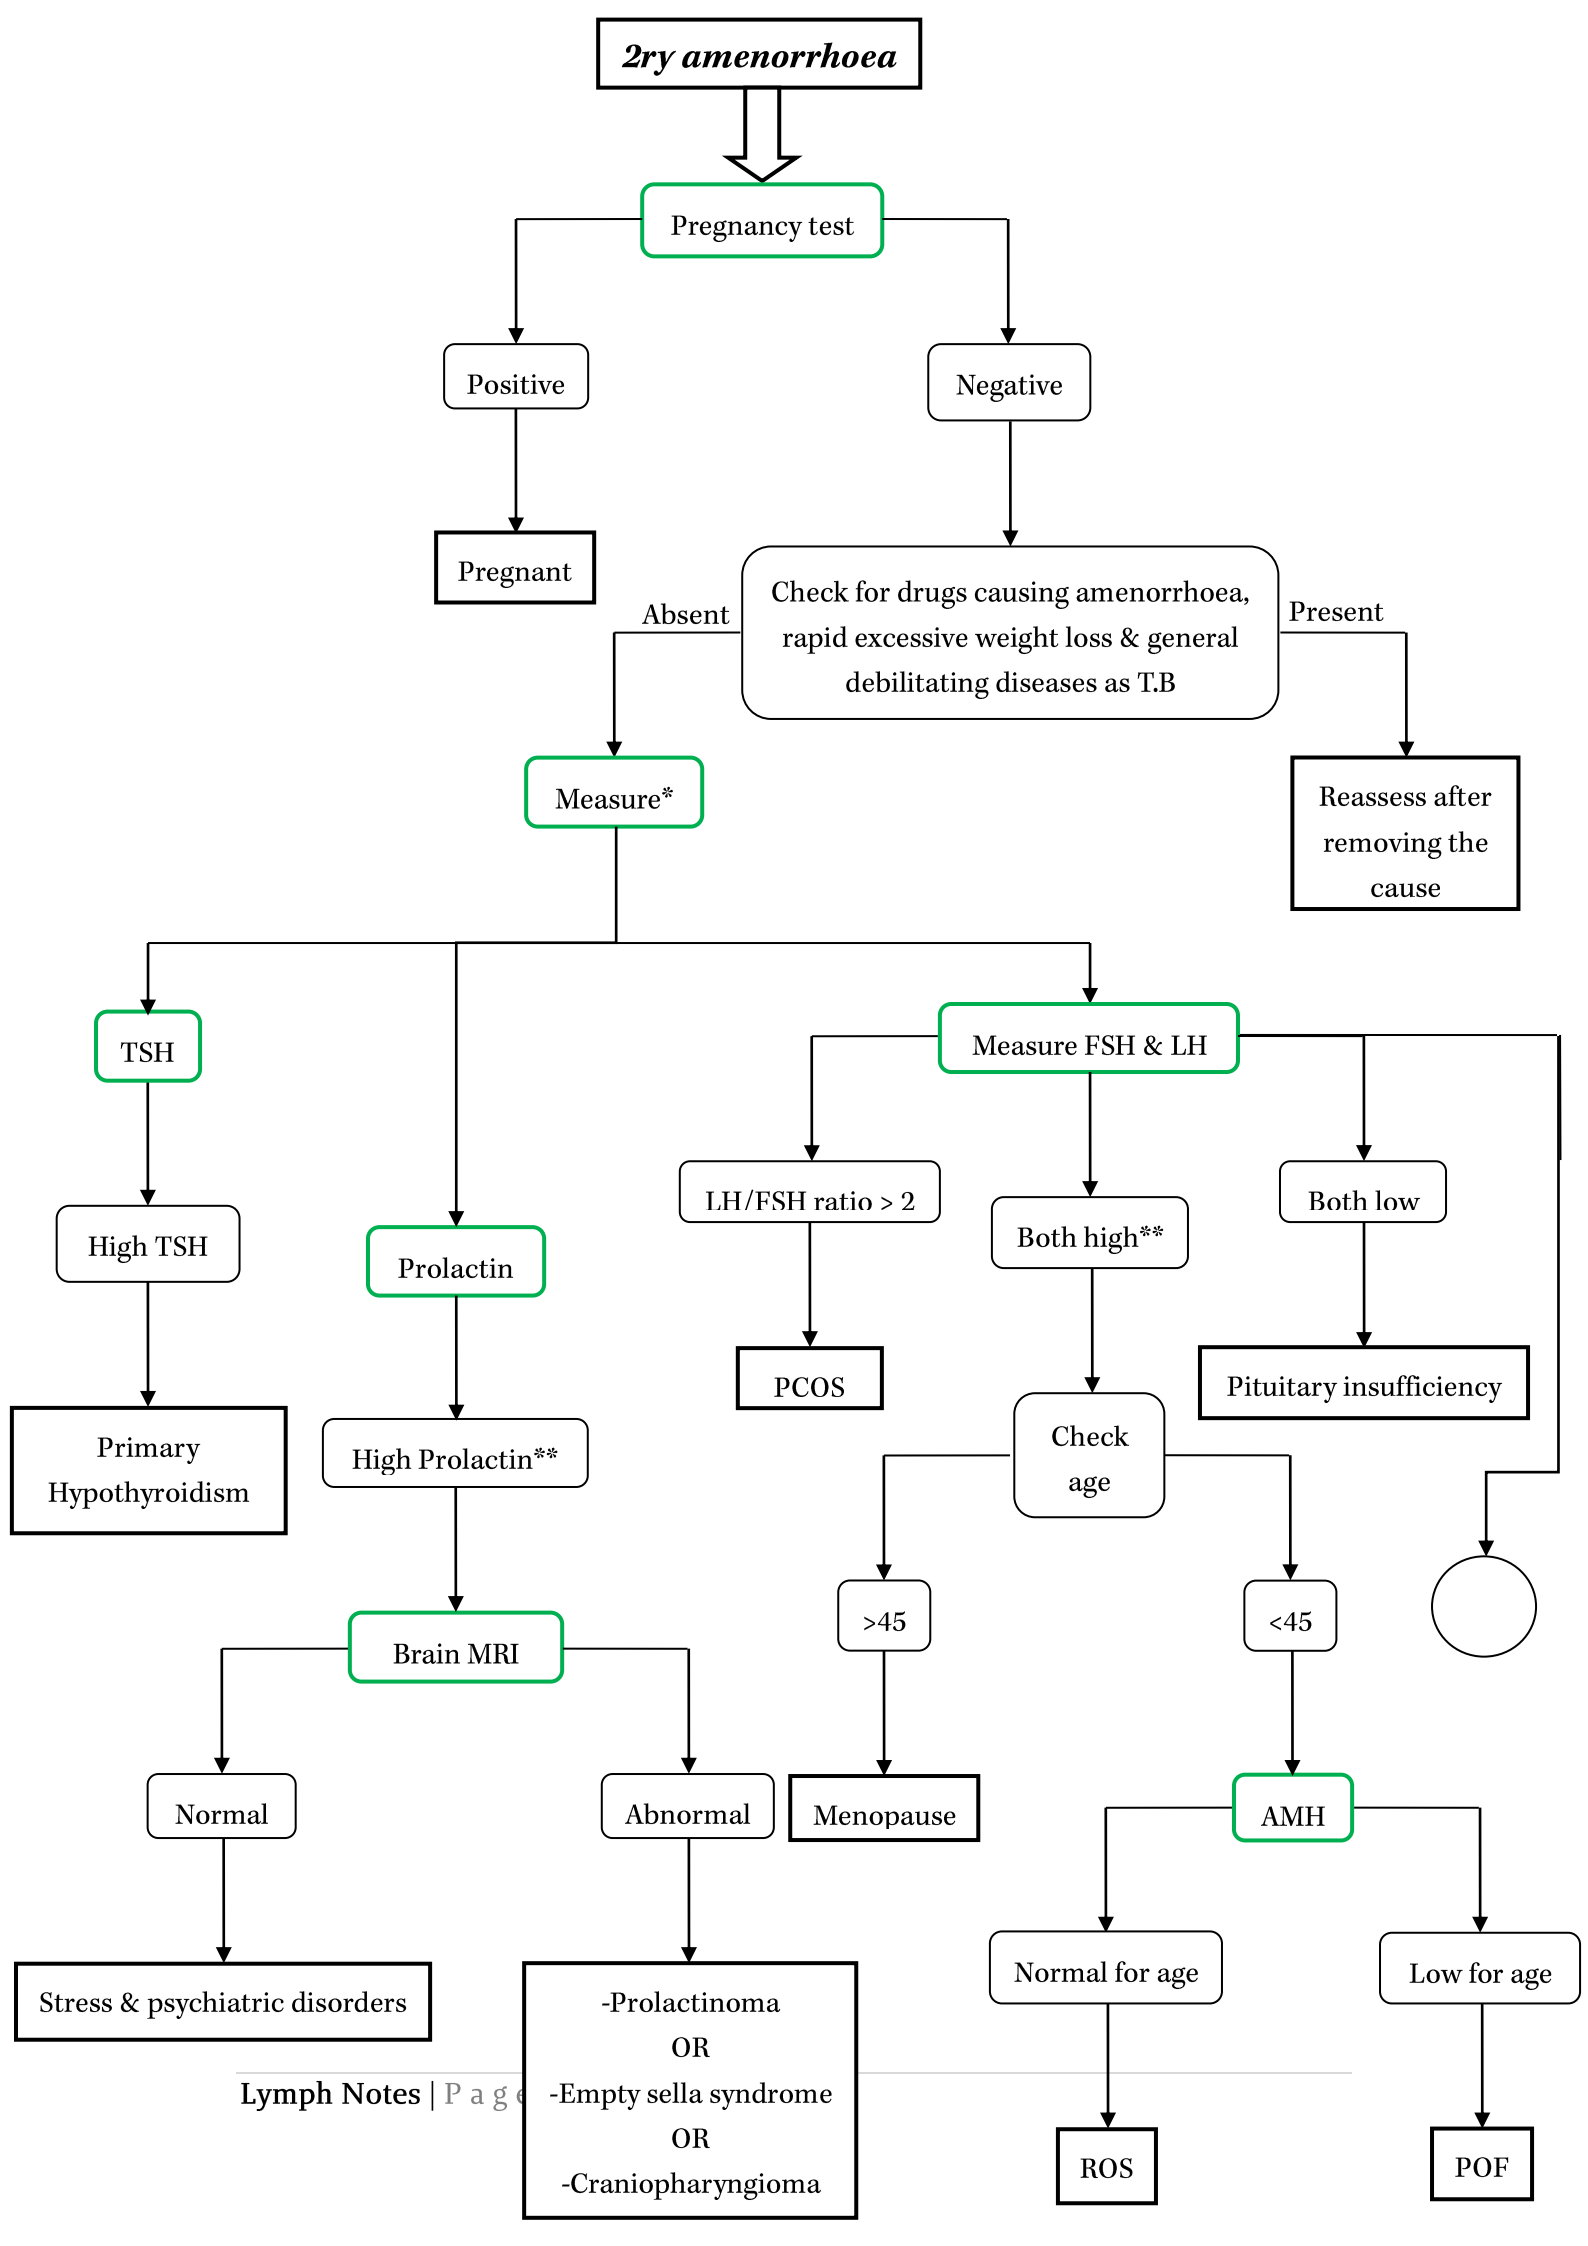 2ry amenorrhoea
Pregnancy test
Positive
Negative
Pregnant
Check for drugs causing amenorrhoea,
rapid excessive weight loss & general
debilitating diseases as T.B
Absent
Present
Measure*
Reassess after
removing the
cause
TSH
Measure FSH & LH
High TSH
Prolactin
LH/FSH ratio > 2
Both high**
Both low
Primary
Hypothyroidism
High Prolactin**
PCOS
Check
age
Pituitary insufficiency
Brain MRI
>45
<45
Normal
Abnormal
Menopause
AMH
Stress & psychiatric disorders
-Prolactinoma
OR
-Empty sella syndrome
OR
-Craniopharyngioma
Normal for age
Low for age
Lymph Notes | Page
ROS
POF